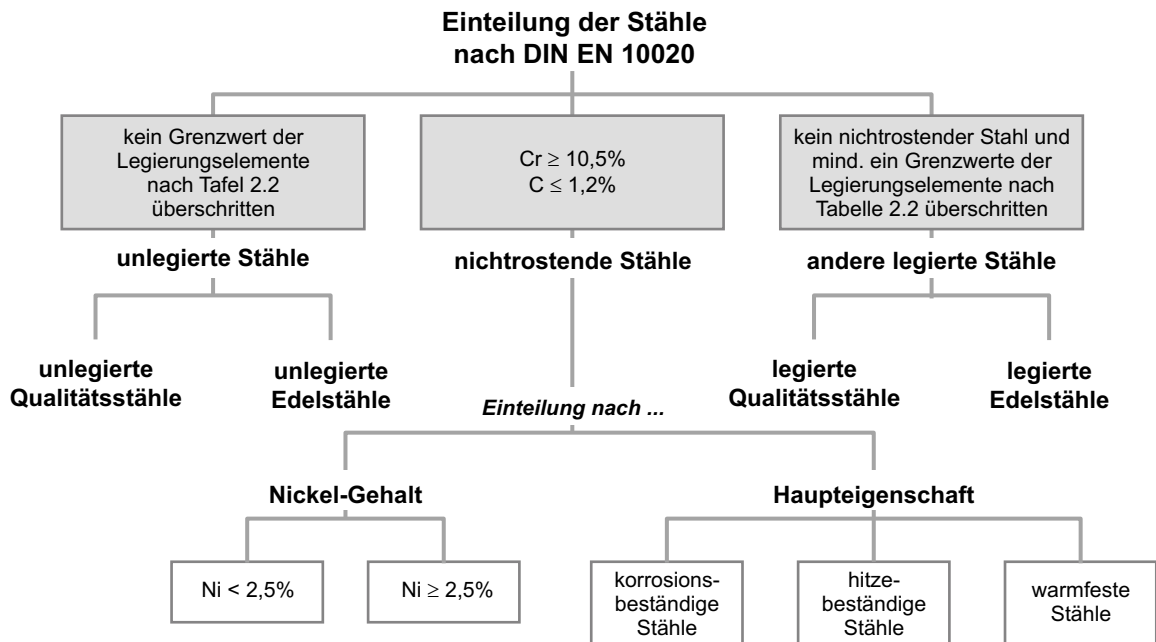 Einteilung der Stähle
nach DIN EN 10020
kein Grenzwert der
Legierungselemente
nach Tafel 2.2
überschritten
Cr ≥ 10,5%
C ≤ 1,2%
kein nichtrostender Stahl und
mind. ein Grenzwerte der
Legierungselemente nach
Tabelle 2.2 überschritten
unlegierte Stähle
nichtrostende Stähle
andere legierte Stähle
unlegierte
Qualitätsstähle
unlegierte
Edelstähle
legierte
Qualitätsstähle
legierte
Edelstähle
Einteilung nach ...
Nickel-Gehalt
Haupteigenschaft
Ni < 2,5%
Ni ≥ 2,5%
korrosions-
beständige
Stähle
hitze-
beständige
Stähle
warmfeste
Stähle